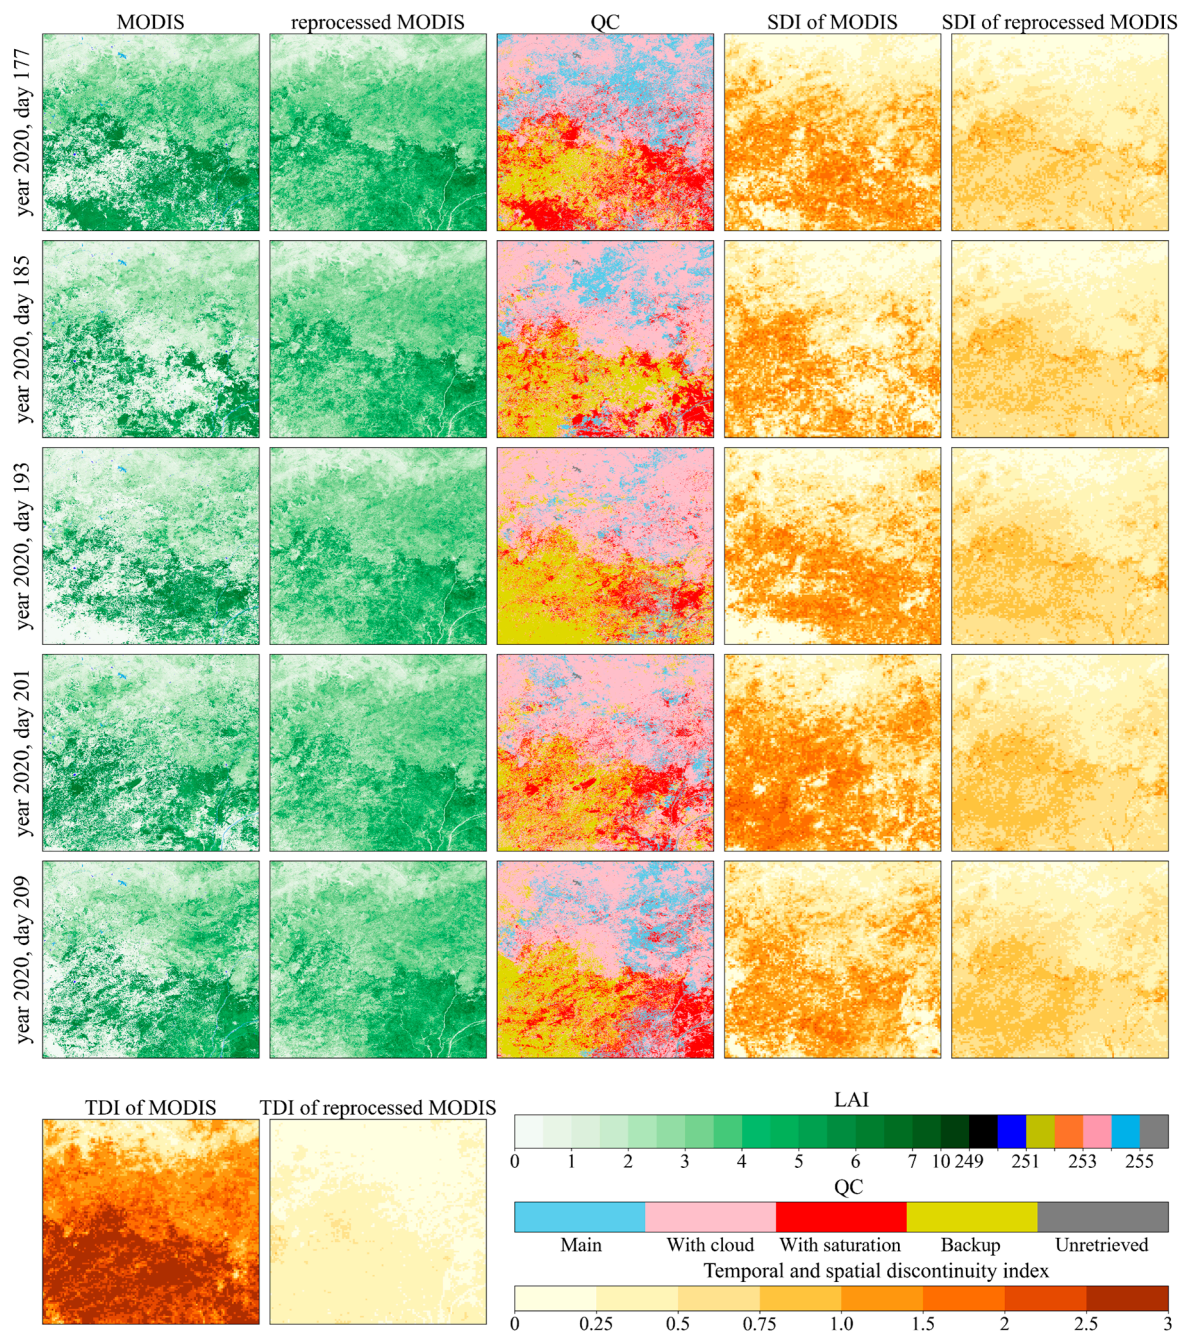 MODIS reprocessed MODIS QC SDI of MODIS SDI of reprocessed MODIS
year 2020, day 177
year 2020, day 185
year 2020, day 193
year 2020, day 201
year 2020, day 209
TDI of MODIS TDI of reprocessed MODIS
LAI
0 1 2 3 4 5 6 7 10 249 251 253 255
QC
Main With cloud With saturation Backup Unretrieved
Temporal and spatial discontinuity index
0 0.25 0.5 0.75 1.0 1.5 2 2.5 3